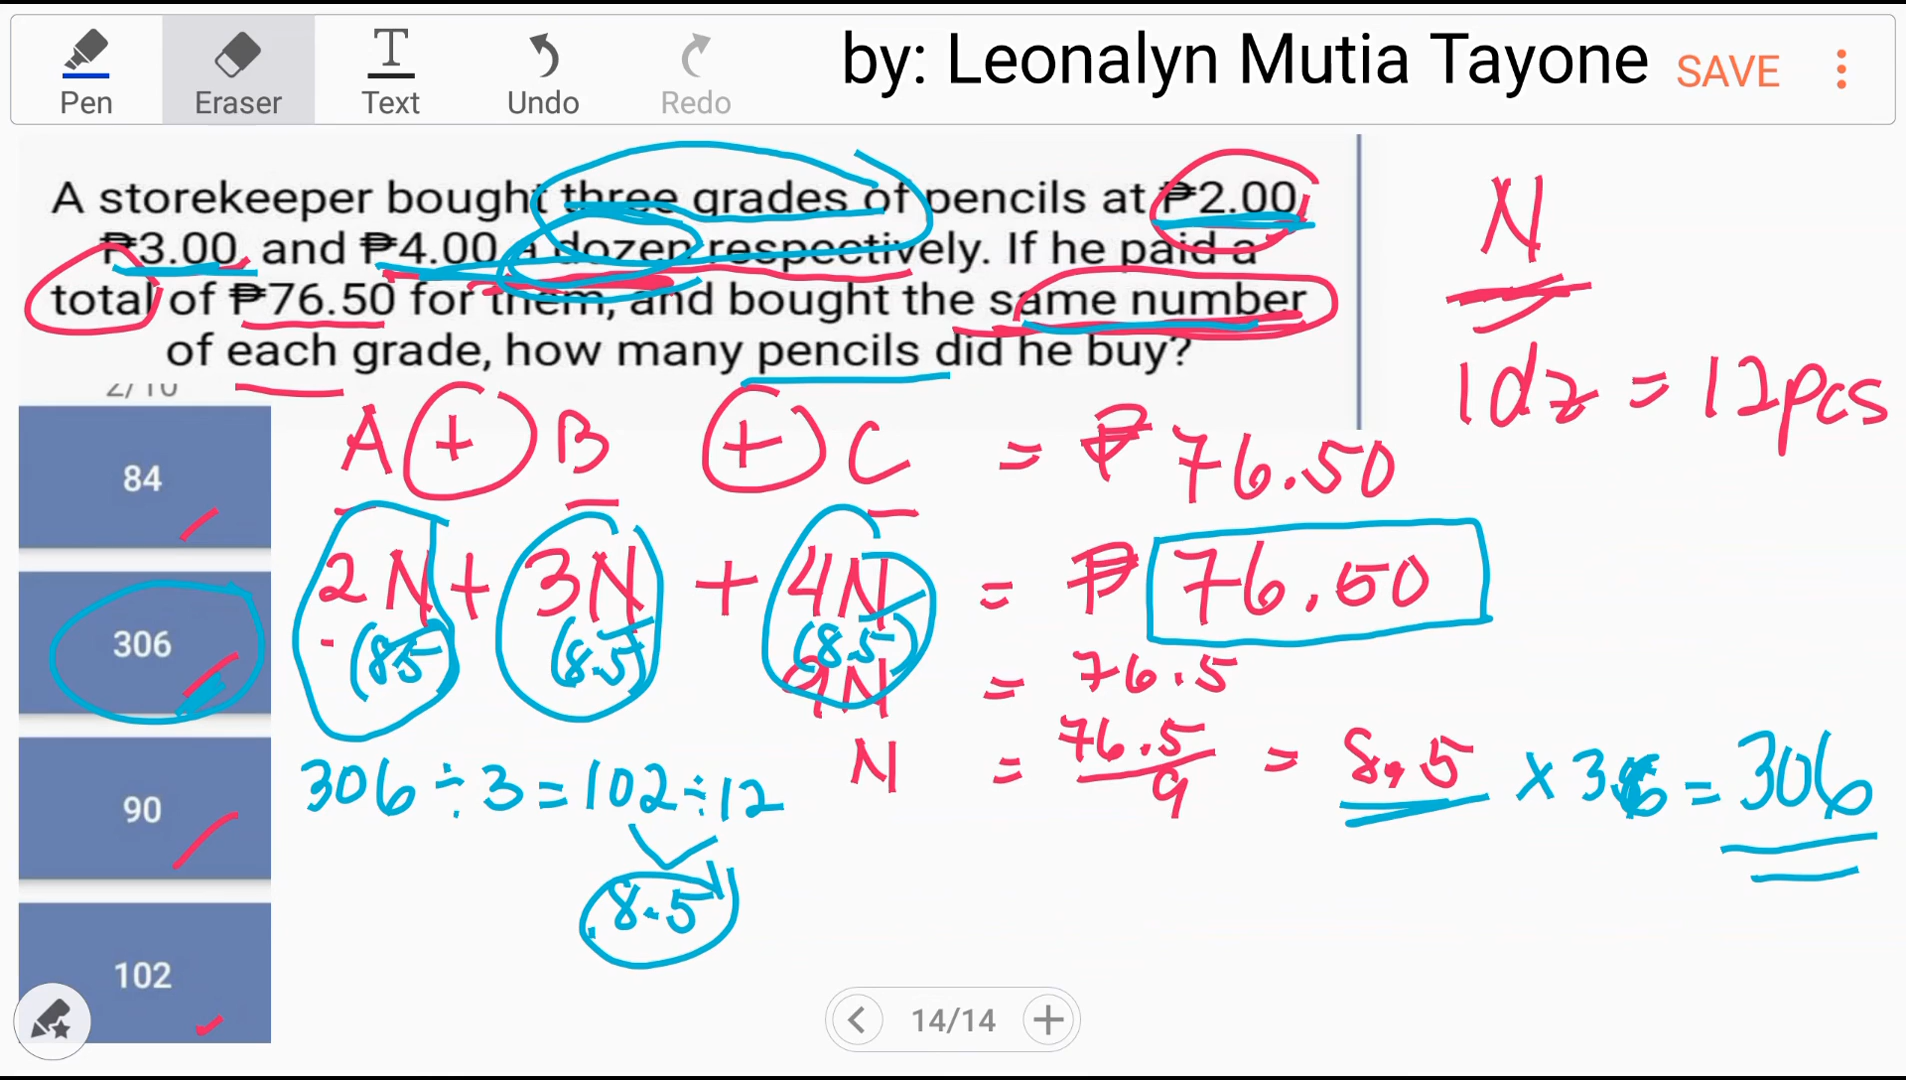 Pen
Eraser
Text
Undo
Redo
by: Leonalyn Mutia Tayone
SAVE
A storekeeper bought three grades of pencils at ₱2.00,
₱3.00, and ₱4.00 a dozen respectively. If he paid a
total of ₱76.50 for them, and bought the same number
of each grade, how many pencils did he buy?
N
1dz = 12pcs
2/10
84
306
90
102
A + B + C = ₱ 76.50
2N + 3N + 4N = ₱ 76.50
(8.5) (8.5) (8.5)
9N = 76.5
N = 76.5/9 = 8.5 x 36 = 306
306 ÷ 3 = 102 ÷ 12
8.5
14/14